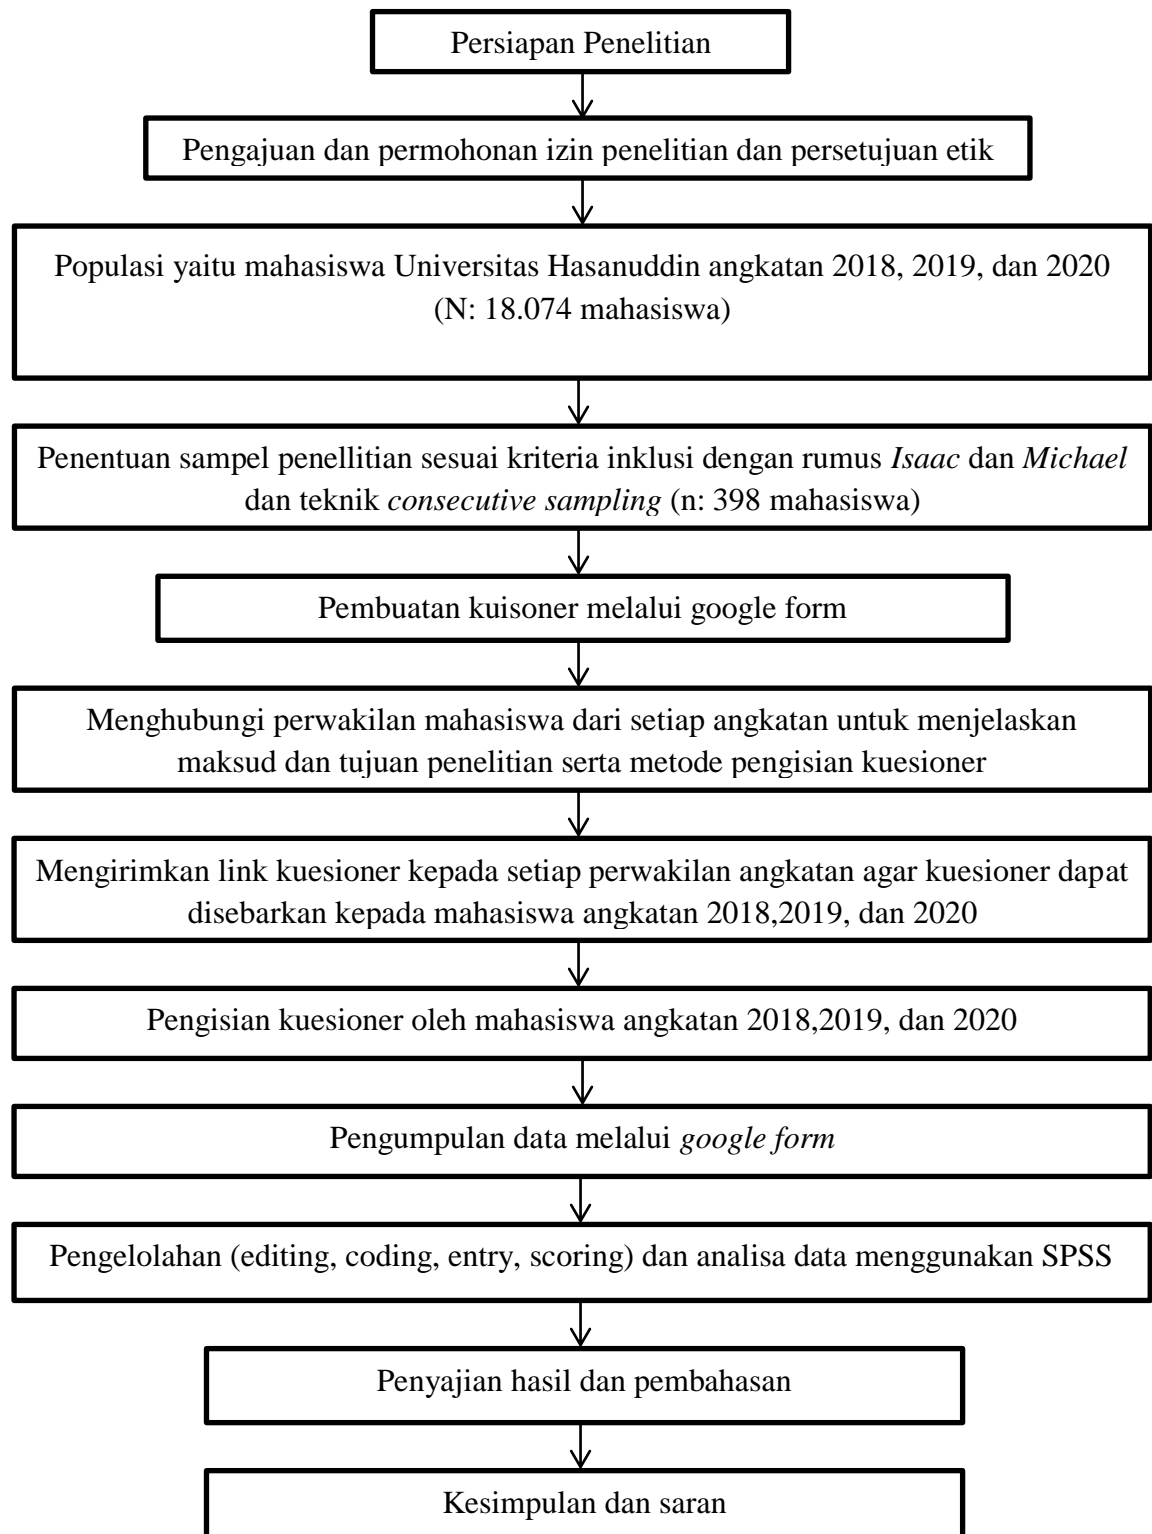 Persiapan Penelitian
Pengajuan dan permohonan izin penelitian dan persetujuan etik
Populasi yaitu mahasiswa Universitas Hasanuddin angkatan 2018, 2019, dan 2020
(N: 18.074 mahasiswa)
Penentuan sampel penellitian sesuai kriteria inklusi dengan rumus Isaac dan Michael
dan teknik consecutive sampling (n: 398 mahasiswa)
Pembuatan kuisoner melalui google form
Menghubungi perwakilan mahasiswa dari setiap angkatan untuk menjelaskan
maksud dan tujuan penelitian serta metode pengisian kuesioner
Mengirimkan link kuesioner kepada setiap perwakilan angkatan agar kuesioner dapat
disebarkan kepada mahasiswa angkatan 2018,2019, dan 2020
Pengisian kuesioner oleh mahasiswa angkatan 2018,2019, dan 2020
Pengumpulan data melalui google form
Pengelolahan (editing, coding, entry, scoring) dan analisa data menggunakan SPSS
Penyajian hasil dan pembahasan
Kesimpulan dan saran